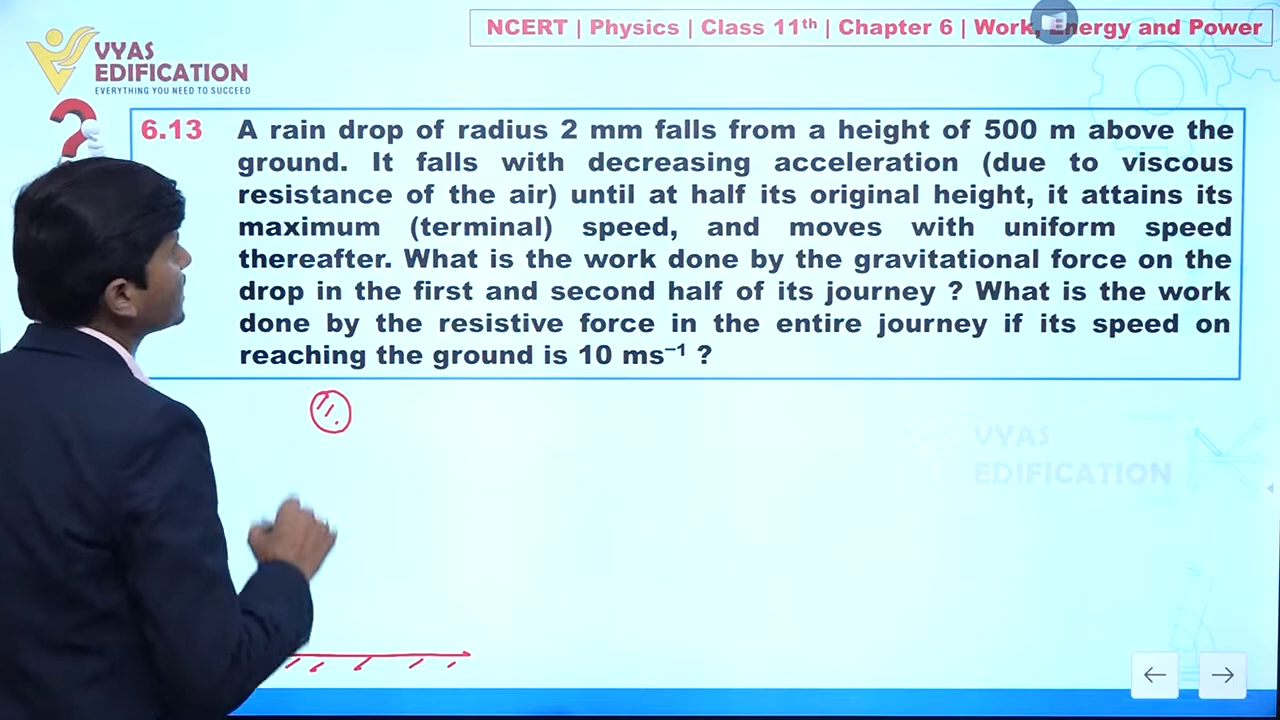 NCERT | Physics | Class 11th | Chapter 6 | Work, Energy and Power
VYAS
EDIFICATION
EVERYTHING YOU NEED TO SUCCEED
6.13 A rain drop of radius 2 mm falls from a height of 500 m above the
ground. It falls with decreasing acceleration (due to viscous
resistance of the air) until at half its original height, it attains its
maximum (terminal) speed, and moves with uniform speed
thereafter. What is the work done by the gravitational force on the
drop in the first and second half of its journey ? What is the work
done by the resistive force in the entire journey if its speed on
reaching the ground is 10 ms⁻¹ ?
VYAS
EDIFICATION